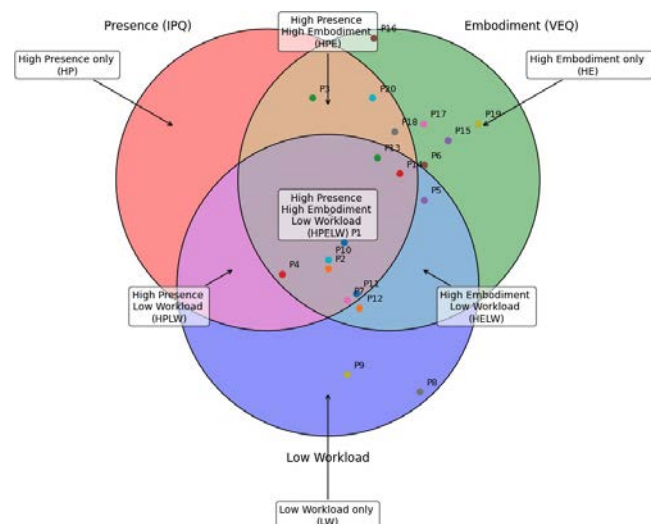 Presence (IPQ)
High Presence
High Embodiment
(HPE)
P16
Embodiment (VEQ)
High Presence only
(HP)
High Embodiment only
(HE)
P3
P20
P17
P19
P18
P15
P13
P6
P14
P5
High Presence
High Embodiment
Low Workload
(HPELW)
P1
P10
P2
P4
P11
P7
P12
High Presence
Low Workload
(HPLW)
High Embodiment
Low Workload
(HELW)
P9
P8
Low Workload
Low Workload only
(LW)